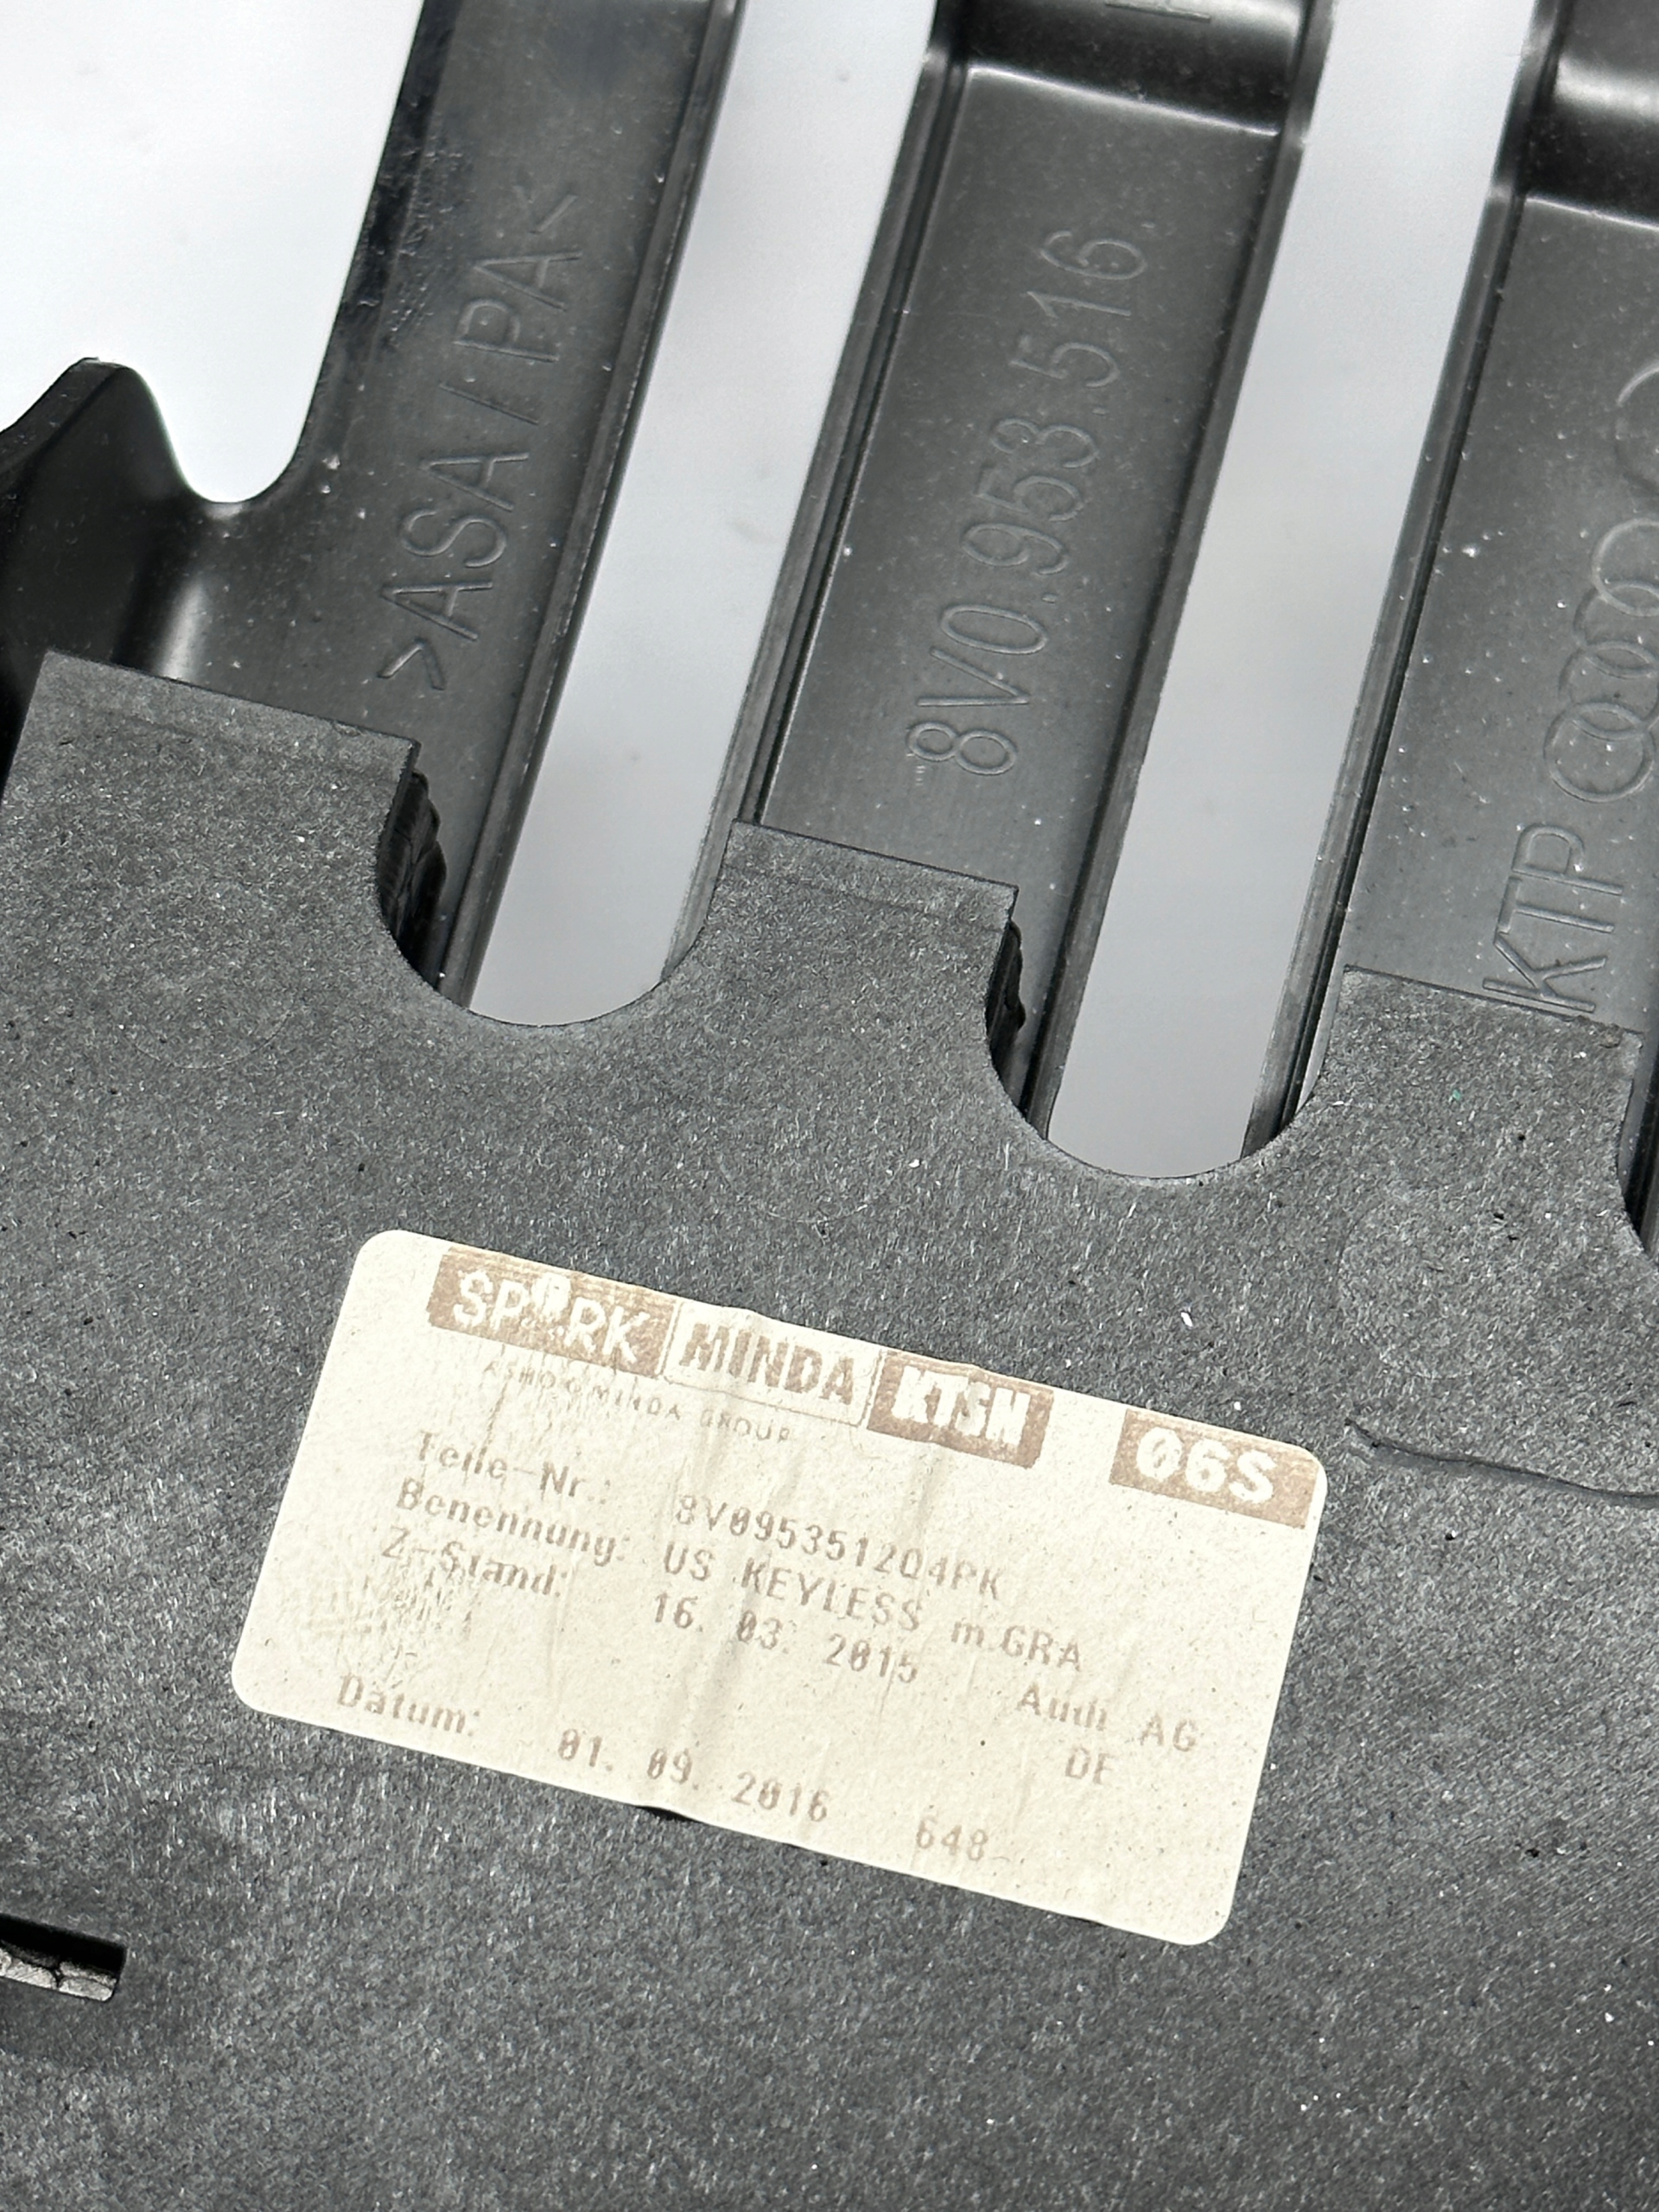 >ASA / PA<
8V0.953.516
KTP
SPARK MINDA KTSN 06S
ASHOK MINDA GROUP
Teile-Nr.: 8V0953512Q4PK
Benennung: US KEYLESS m.GRA
Z-Stand: 16. 03. 2015
Audi AG
DE
Datum: 01. 09. 2016 648